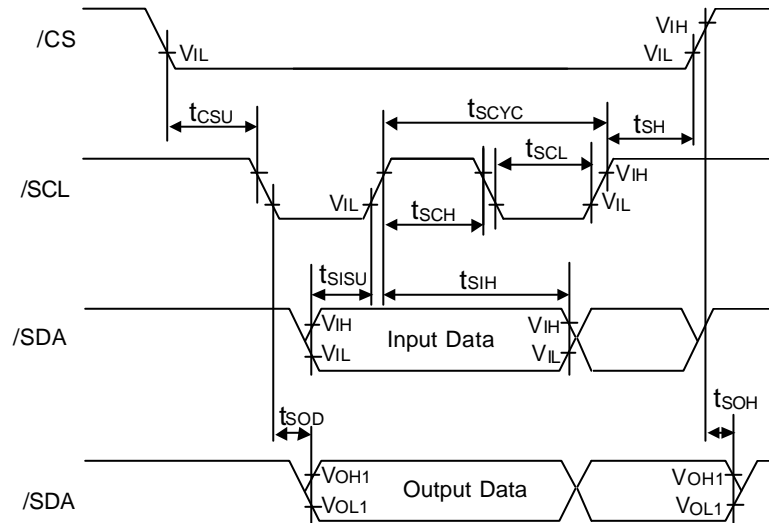 /CS
VIL
VIL
VIH
tCSU
tSCYC
tSH
/SCL
tSCL
VIL
VIH
VIL
tSCH
tSISU
tSIH
/SDA
VIH
VIL
Input Data
VIH
VIL
tSOD
tSOH
/SDA
VOH1
VOL1
Output Data
VOH1
VOL1